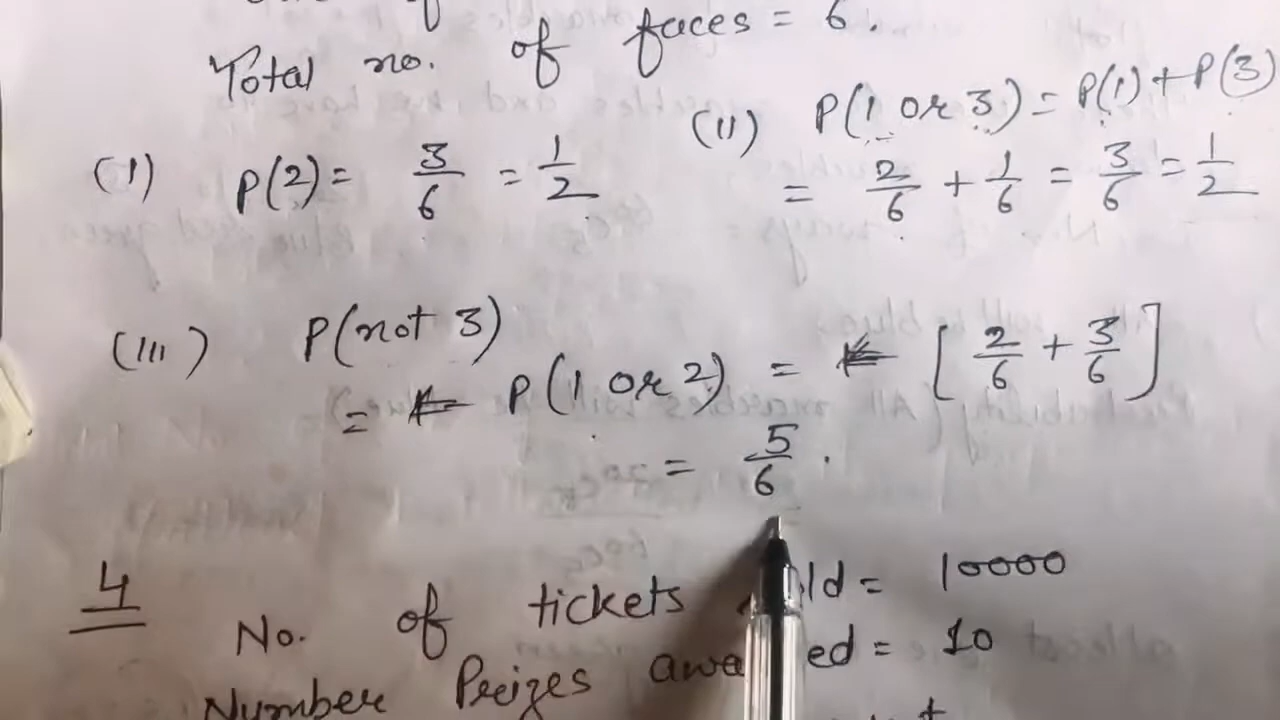 Total no. of faces = 6.
(I) P(2) = 3/6 = 1/2
(II) P(1 or 3) = P(1) + P(3)
= 2/6 + 1/6 = 3/6 = 1/2
(III) P(not 3)
= P(1 or 2) = [2/6 + 3/6]
= 5/6.
4 No. of tickets = 10000
Number Prizes = 10